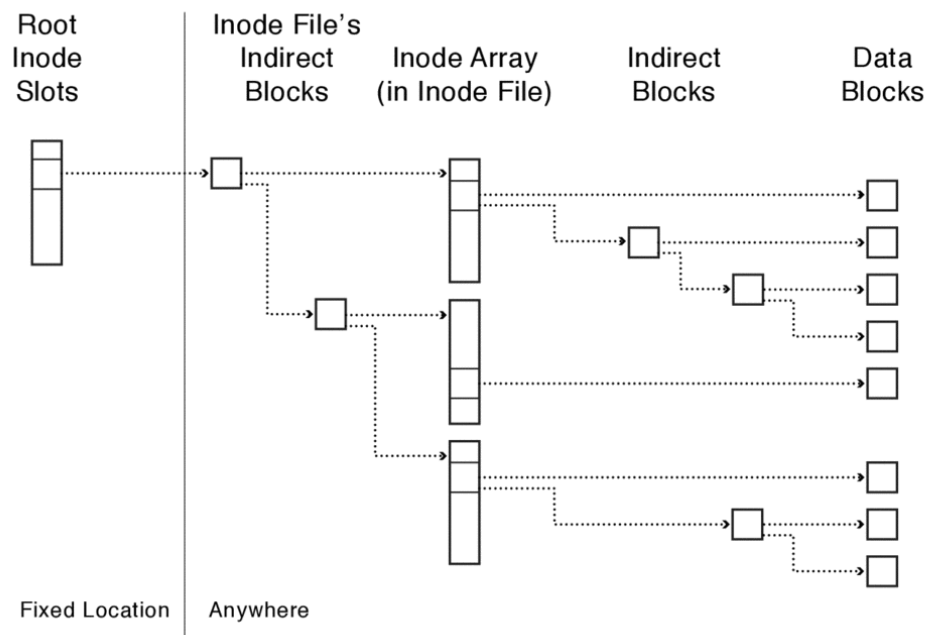 Root
Inode
Slots
Inode File's
Indirect
Blocks
Inode Array
(in Inode File)
Indirect
Blocks
Data
Blocks
Fixed Location
Anywhere